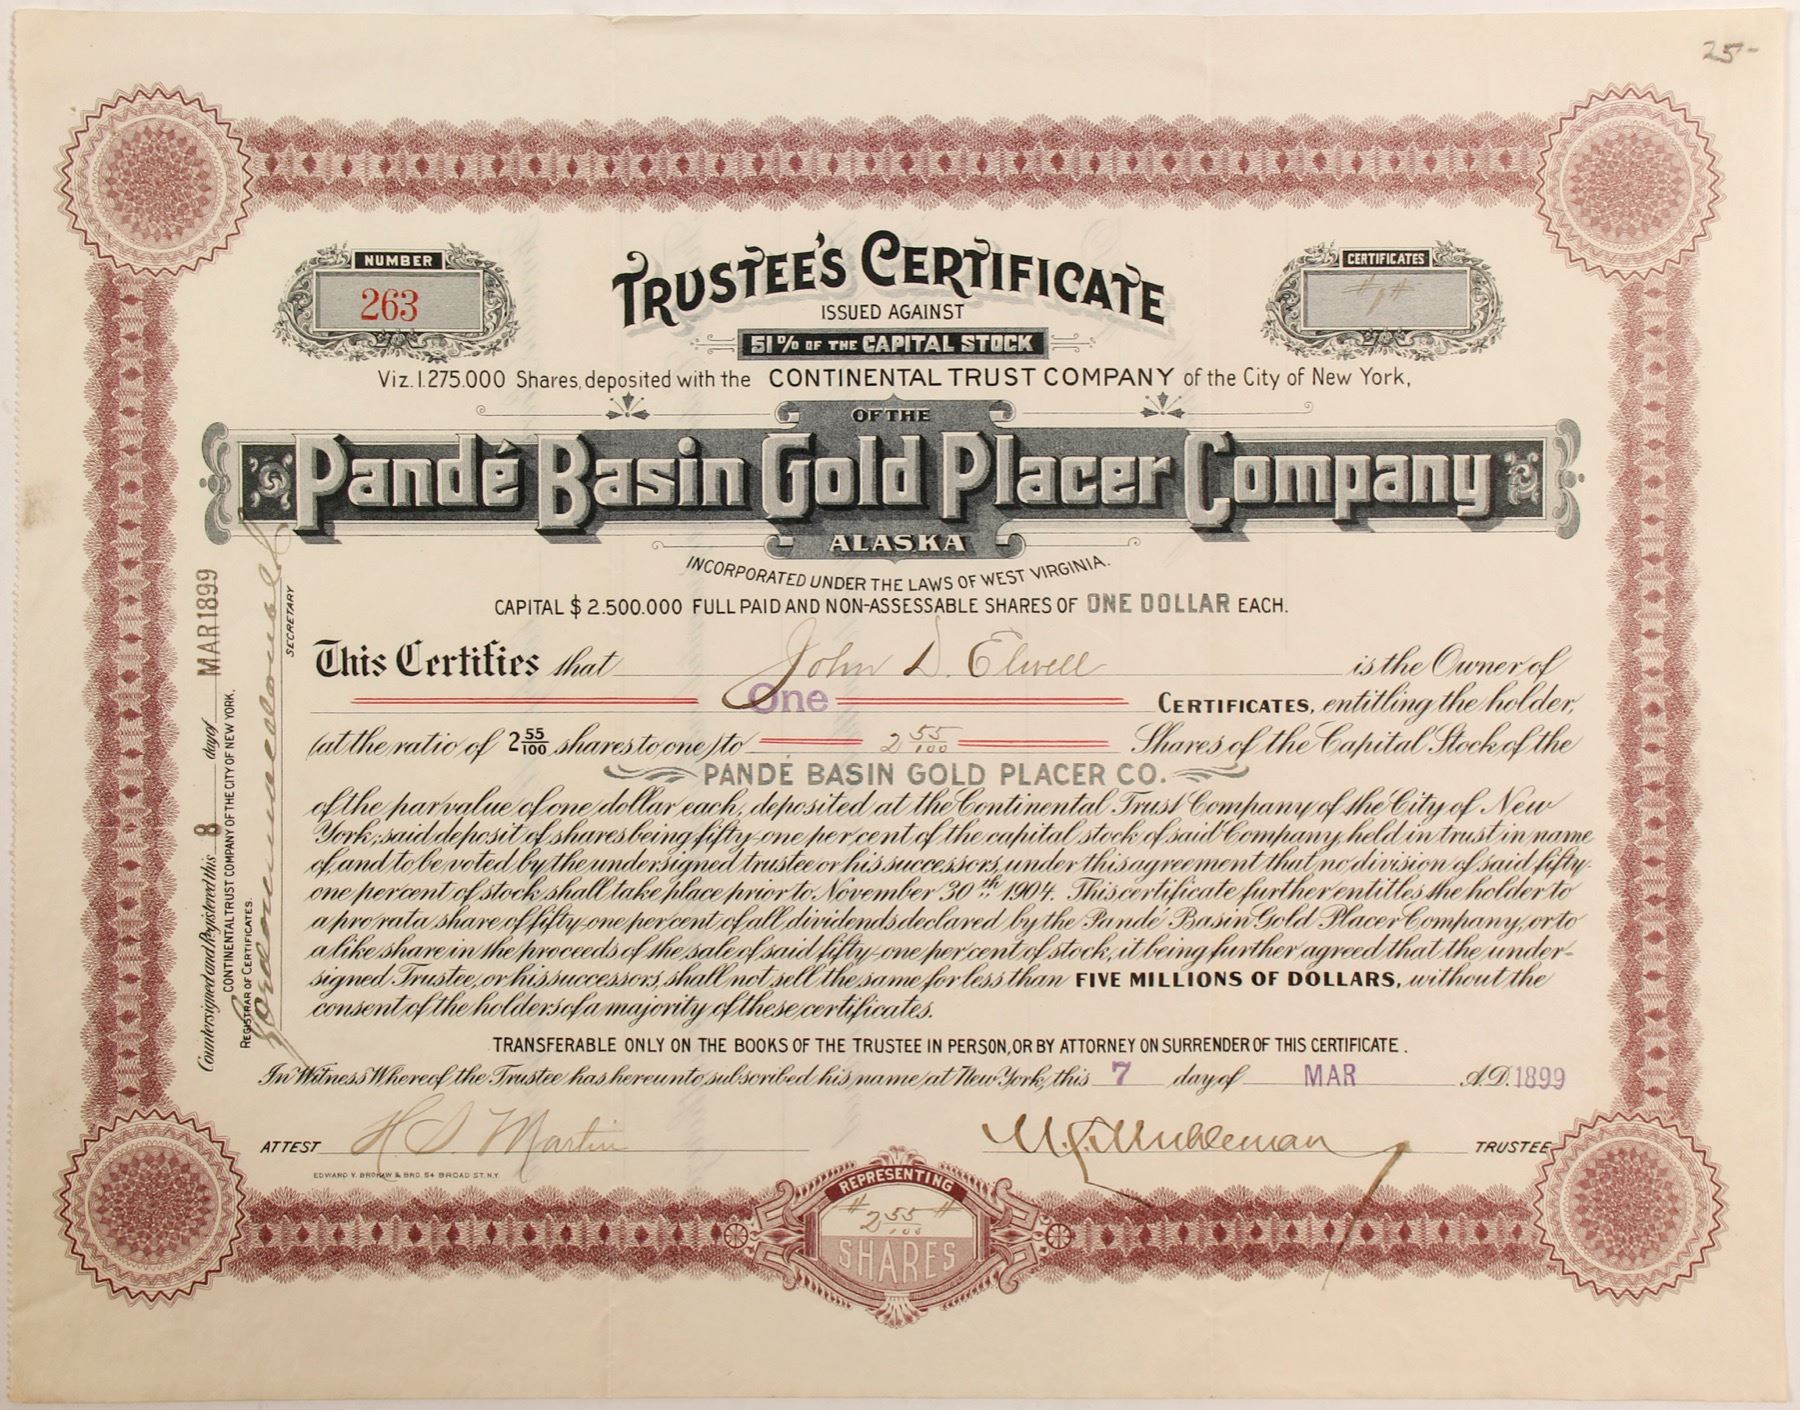 25-
NUMBER
263
TRUSTEE'S CERTIFICATE
ISSUED AGAINST
51% OF THE CAPITAL STOCK
CERTIFICATES
"1"
Viz. 1.275.000 Shares, deposited with the CONTINENTAL TRUST COMPANY of the City of New York,
OF THE
Pandé Basin Gold Placer Company
ALASKA
INCORPORATED UNDER THE LAWS OF WEST VIRGINIA.
CAPITAL $ 2.500.000 FULL PAID AND NON-ASSESSABLE SHARES OF ONE DOLLAR EACH.
This Certifies that John D. Elwell is the Owner of
One CERTIFICATES, entitling the holder,
(at the ratio of 2 55/100 shares to one) to 2 55/100 Shares of the Capital Stock of the
PANDÉ BASIN GOLD PLACER CO.
of the par value of one dollar each, deposited at the Continental Trust Company of the City of New
York; said deposit of shares being fifty-one per cent of the capital stock of said Company held in trust in name
of, and to be voted by the undersigned trustee or his successors, under this agreement that no division of said fifty-
one per cent of stock shall take place prior to November 30th 1904. This certificate further entitles the holder to
a pro rata share of fifty-one per cent of all dividends declared by the Pandé Basin Gold Placer Company, or to
a like share in the proceeds of the sale of said fifty-one per cent of stock, it being further agreed that the under-
signed Trustee, or his successors, shall not sell the same for less than FIVE MILLIONS OF DOLLARS, without the
consent of the holders of a majority of these certificates.
TRANSFERABLE ONLY ON THE BOOKS OF THE TRUSTEE IN PERSON, OR BY ATTORNEY ON SURRENDER OF THIS CERTIFICATE.
In Witness Whereof the Trustee has hereunto subscribed his name at New York, this 7 day of MAR A.D. 1899
ATTEST H. S. Martin
M. L. Muhleman TRUSTEE
EDWARD V. BROKAW & BRO. 54 BROAD ST. N.Y.
REPRESENTING
"2 55/100"
SHARES
Countersigned and Registered this 8 day of MAR 1899
CONTINENTAL TRUST COMPANY OF THE CITY OF NEW YORK.
REGISTRAR OF CERTIFICATES.
SECRETARY